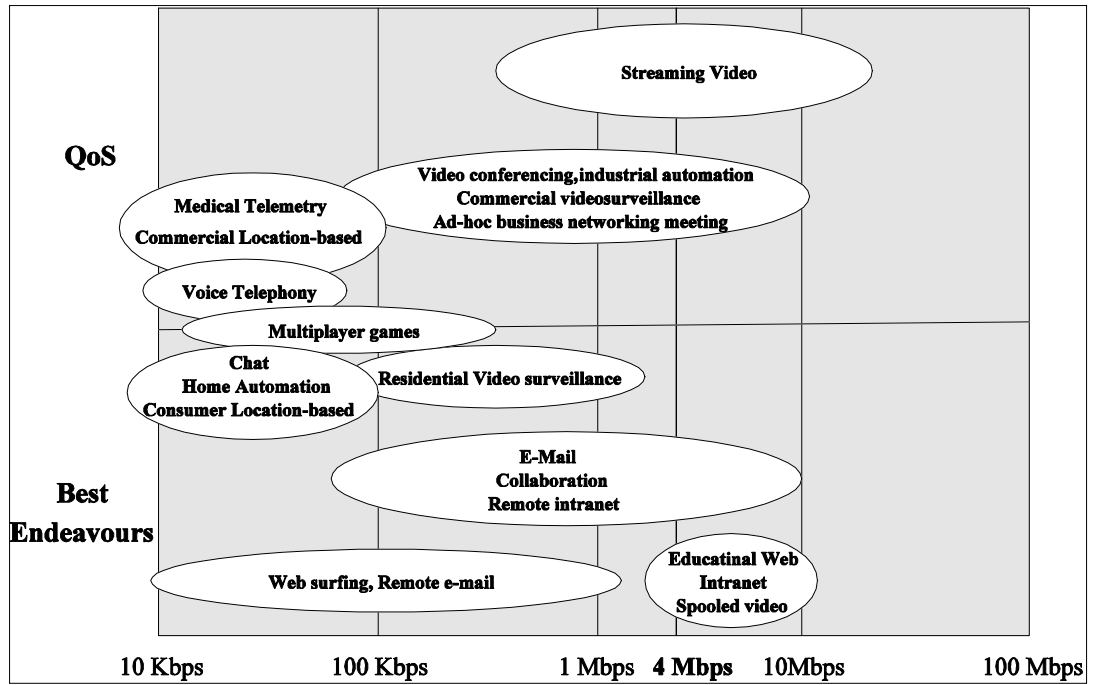 Streaming Video
QoS
Video conferencing,industrial automation
Commercial videosurveillance
Ad-hoc business networking meeting
Medical Telemetry
Commercial Location-based
Voice Telephony
Multiplayer games
Chat
Home Automation
Consumer Location-based
Residential Video surveillance
E-Mail
Collaboration
Remote intranet
Best
Endeavours
Web surfing, Remote e-mail
Educatinal Web
Intranet
Spooled video
10 Kbps 100 Kbps 1 Mbps 4 Mbps 10Mbps 100 Mbps